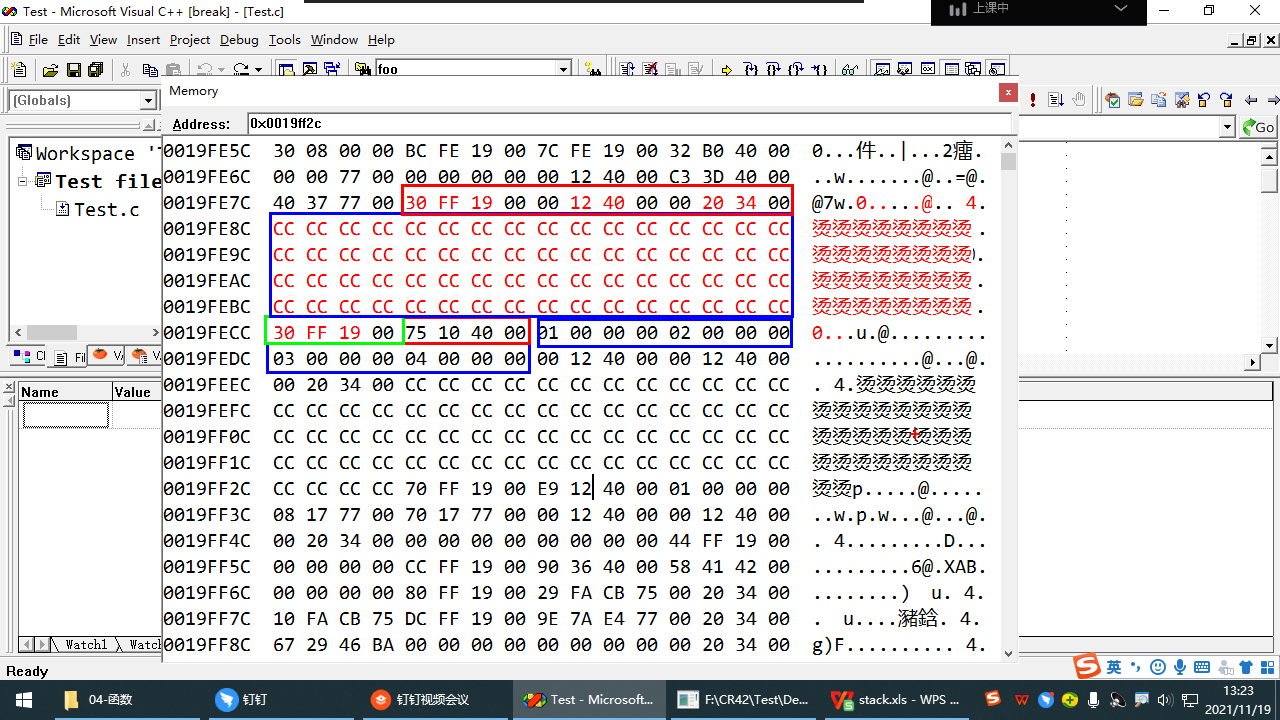 Test - Microsoft Visual C++ [break] - [Test.c]
上课中
File Edit View Insert Project Debug Tools Window Help
foo
[Globals]
Go
Memory
Address: 0x0019ff2c
Workspace '
Test file
Test.c
0019FE5C 30 08 00 00 BC FE 19 00 7C FE 19 00 32 B0 40 00 0...件..|...2癅.
0019FE6C 00 00 77 00 00 00 00 00 00 12 40 00 C3 3D 40 00 ..w.......@..=@.
0019FE7C 40 37 77 00 30 FF 19 00 00 12 40 00 00 20 34 00 @7w.0.....@.. 4.
0019FE8C CC CC CC CC CC CC CC CC CC CC CC CC CC CC CC CC 烫烫烫烫烫烫烫烫.
0019FE9C CC CC CC CC CC CC CC CC CC CC CC CC CC CC CC CC 烫烫烫烫烫烫烫烫.
0019FEAC CC CC CC CC CC CC CC CC CC CC CC CC CC CC CC CC 烫烫烫烫烫烫烫烫.
0019FEBC CC CC CC CC CC CC CC CC CC CC CC CC CC CC CC CC 烫烫烫烫烫烫烫烫.
0019FECC 30 FF 19 00 75 10 40 00 01 00 00 00 02 00 00 00 0...u.@.........
0019FEDC 03 00 00 00 04 00 00 00 00 12 40 00 00 12 40 00 ..........@...@.
0019FEEC 00 20 34 00 CC CC CC CC CC CC CC CC CC CC CC CC . 4.烫烫烫烫烫烫
0019FEFC CC CC CC CC CC CC CC CC CC CC CC CC CC CC CC CC 烫烫烫烫烫烫烫烫
0019FF0C CC CC CC CC CC CC CC CC CC CC CC CC CC CC CC CC 烫烫烫烫烫烫烫烫
0019FF1C CC CC CC CC CC CC CC CC CC CC CC CC CC CC CC CC 烫烫烫烫烫烫烫烫
0019FF2C CC CC CC CC 70 FF 19 00 E9 12 40 00 01 00 00 00 烫烫p.....@.....
0019FF3C 08 17 77 00 70 17 77 00 00 12 40 00 00 12 40 00 ..w.p.w...@...@.
0019FF4C 00 20 34 00 00 00 00 00 00 00 00 00 44 FF 19 00 . 4.........D...
0019FF5C 00 00 00 00 CC FF 19 00 90 36 40 00 58 41 42 00 .........6@.XAB.
0019FF6C 00 00 00 00 80 FF 19 00 29 FA CB 75 00 20 34 00 ........) u. 4.
0019FF7C 10 FA CB 75 DC FF 19 00 9E 7A E4 77 00 20 34 00 . u....瀦鋡. 4.
0019FF8C 67 29 46 BA 00 00 00 00 00 00 00 00 00 20 34 00 g)F.......... 4.
Name Value
Watch1 Watch
Ready
英
04-函数 钉钉 钉钉视频会议 Test - Microsoft... F:\CR42\Test\De... stack.xls - WPS ...
13:23
2021/11/19